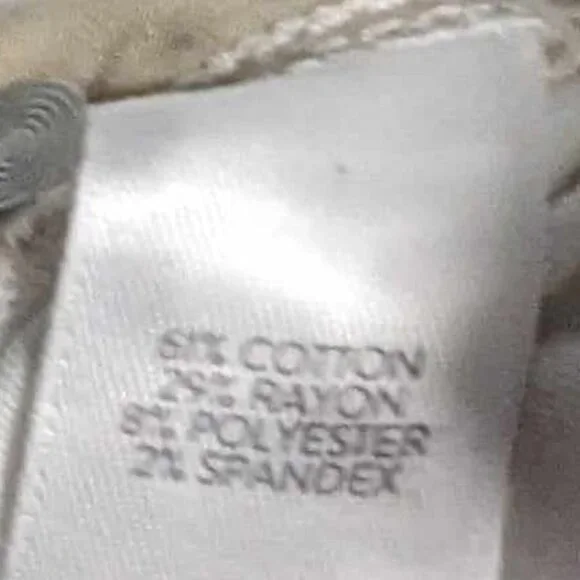 61% COTTON
29% RAYON
8% POLYESTER
2% SPANDEX